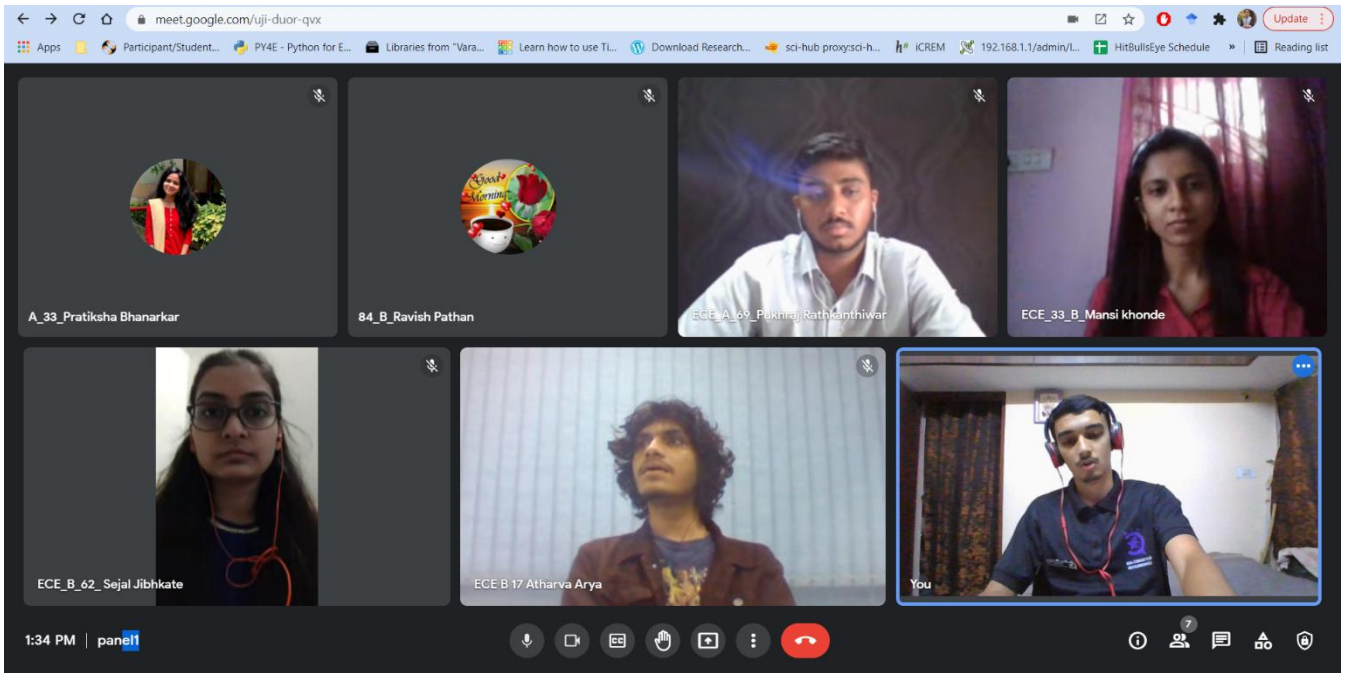 meet.google.com/uji-duor-qvx
Update
Apps
Participant/Student...
PY4E - Python for E...
Libraries from "Vara...
Learn how to use Ti...
Download Research...
sci-hub proxy:sci-h...
iCREM
192.168.1.1/admin/l...
HitBullsEye Schedule
»
Reading list
Good
Morning
A_33_Pratiksha Bhanarkar
84_B_Ravish Pathan
ECE_A_69_Pukhraj Rathkanthiwar
ECE_33_B_Mansi khonde
ECE_B_62_ Sejal Jibhkate
ECE B 17 Atharva Arya
You
1:34 PM | panel1
CC
7